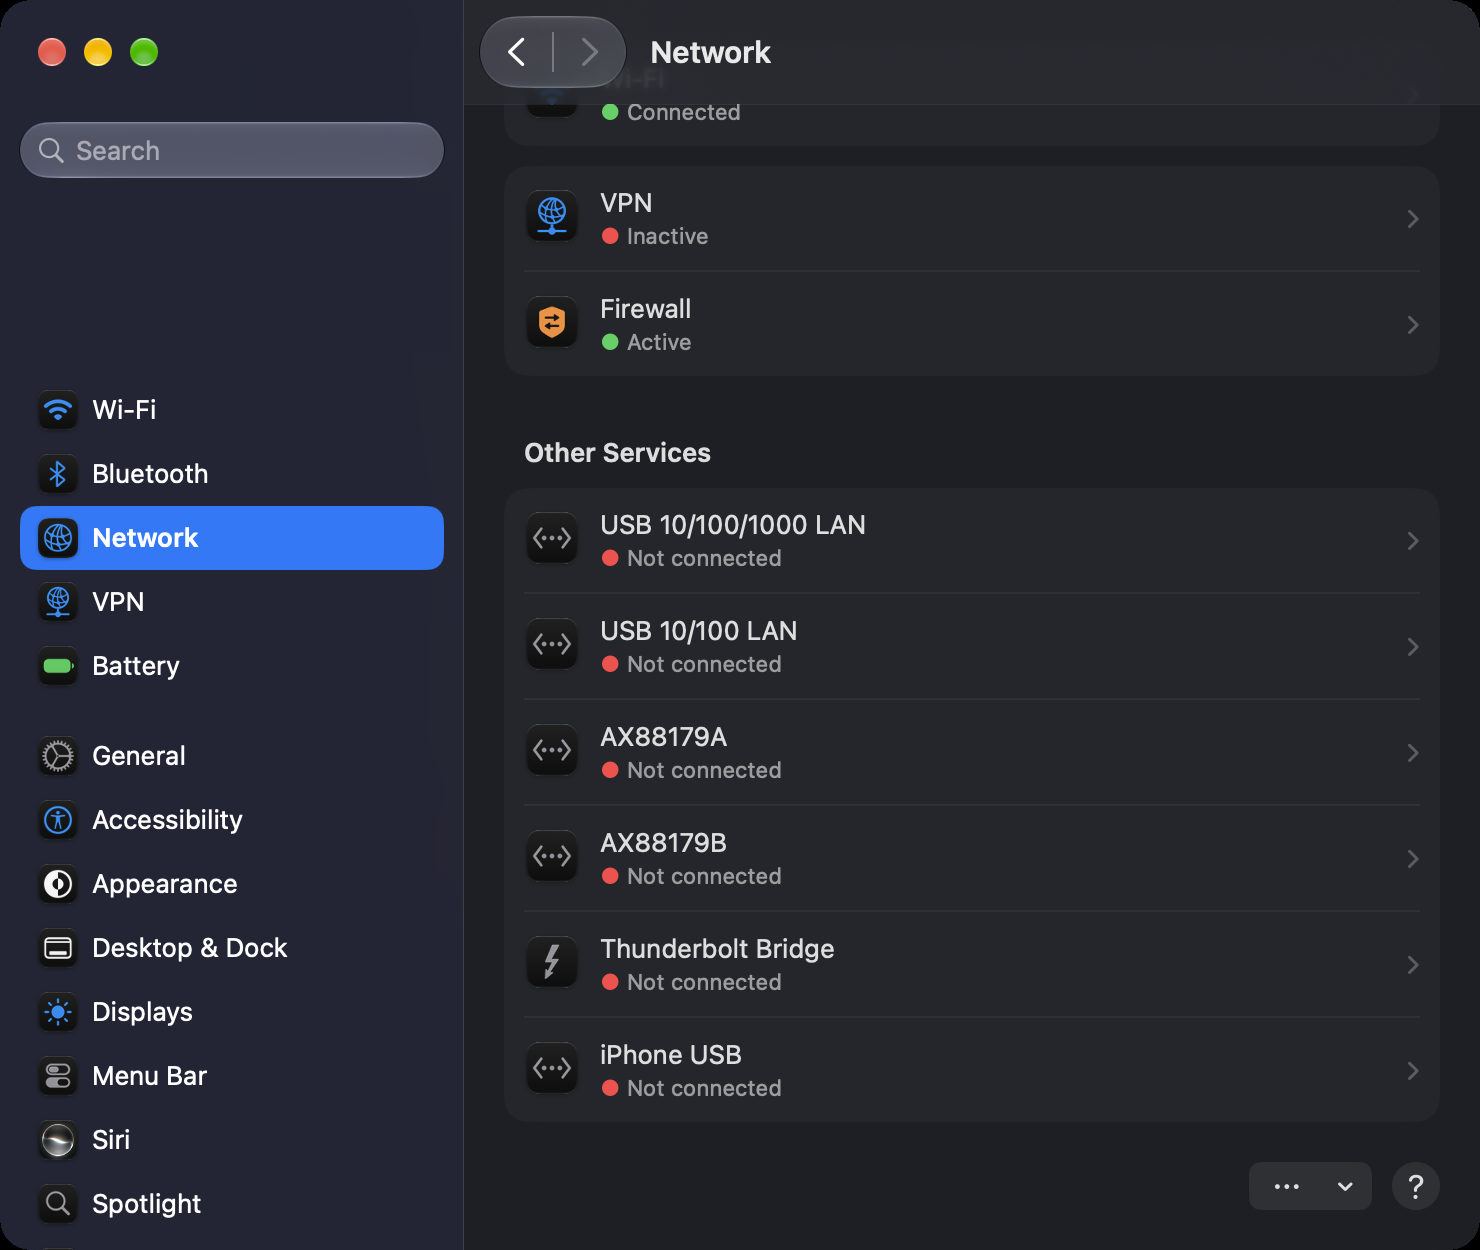 Network
Search
Wi-Fi
Connected
VPN
Inactive
Firewall
Active
Wi-Fi
Bluetooth
Network
VPN
Battery
General
Accessibility
Appearance
Desktop & Dock
Displays
Menu Bar
Siri
Spotlight
Other Services
USB 10/100/1000 LAN
Not connected
USB 10/100 LAN
Not connected
AX88179A
Not connected
AX88179B
Not connected
Thunderbolt Bridge
Not connected
iPhone USB
Not connected
?